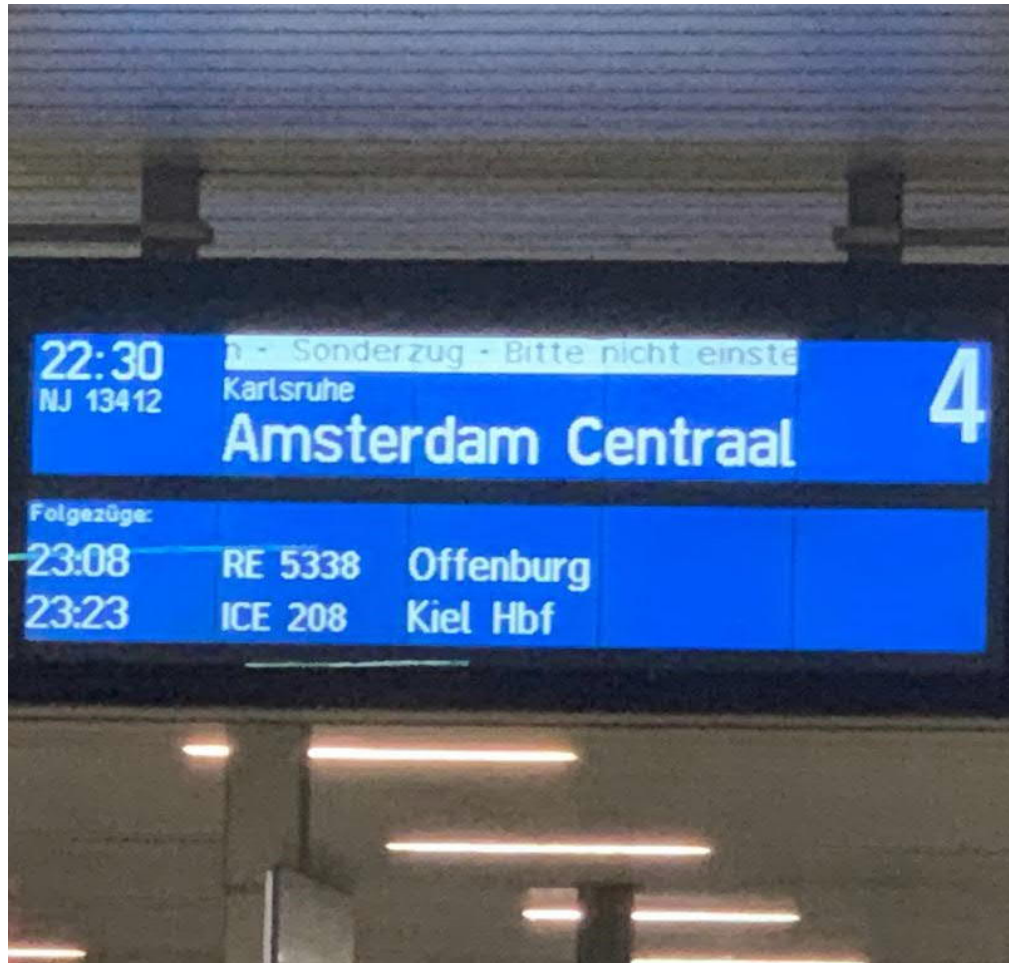 22:30 n - Sonderzug - Bitte nicht einste 4
NJ 13412 Karlsruhe
Amsterdam Centraal
Folgezüge:
23:08 RE 5338 Offenburg
23:23 ICE 208 Kiel Hbf